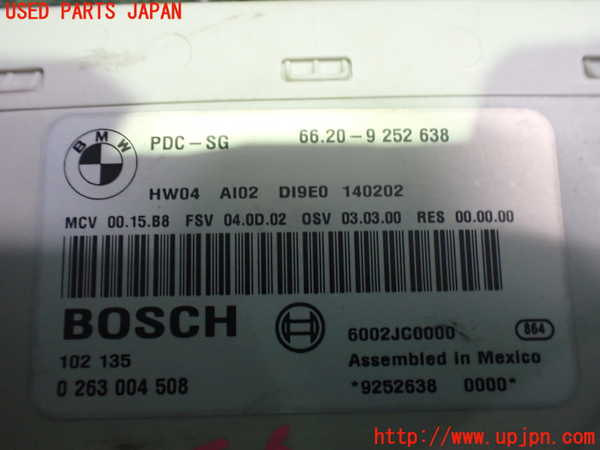 USED PARTS JAPAN
BMW
PDC-SG 66.20-9 252 638
HW04 AI02 DI9E0 140202
MCV 00.15.B8 FSV 04.0D.02 OSV 03.03.00 RES 00.00.00
BOSCH
6002JC0000 864
102 135 Assembled in Mexico
0 263 004 508 *9252638 0000*
http://www.upjpn.com